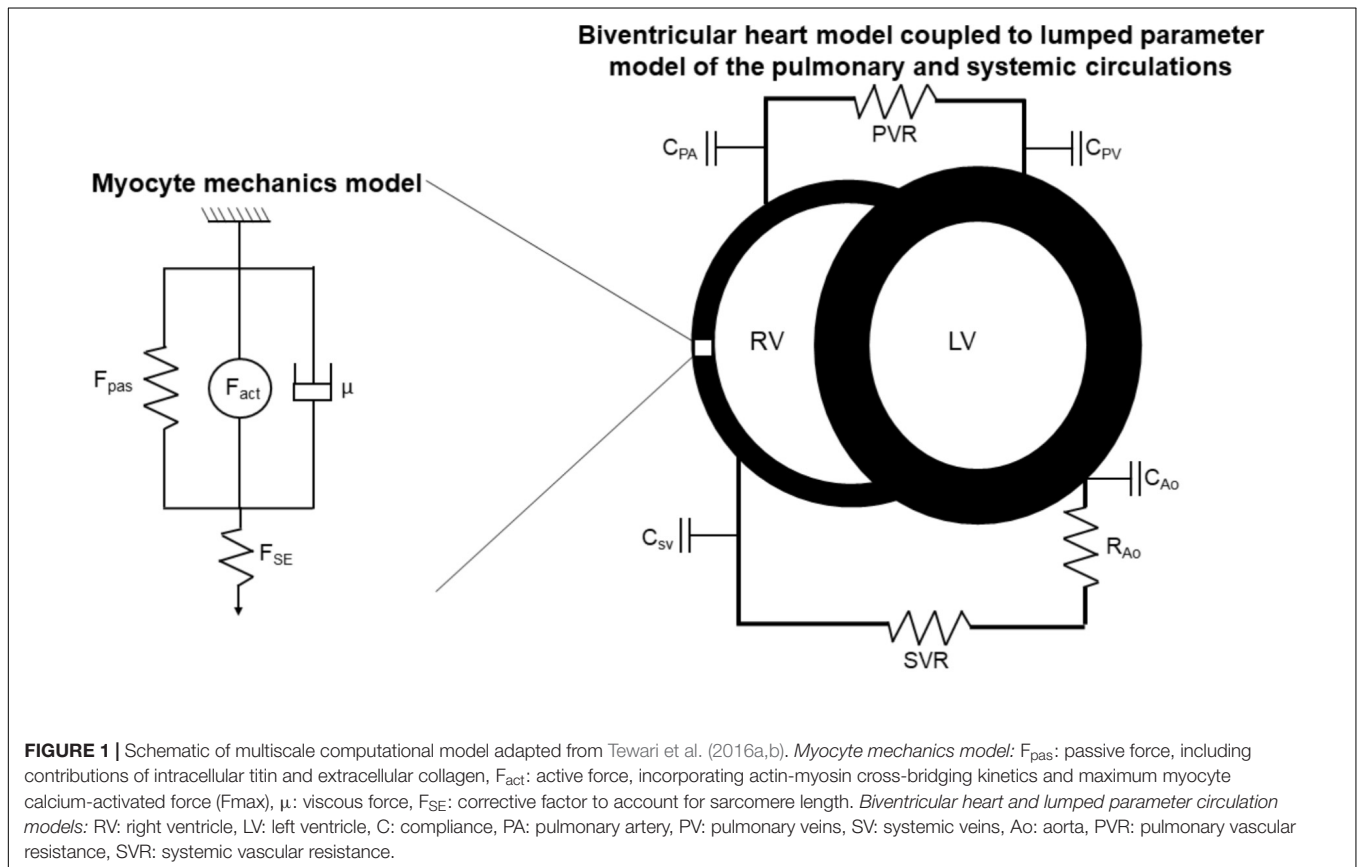 Biventricular heart model coupled to lumped parameter
model of the pulmonary and systemic circulations
PVR
C_PA
C_PV
Myocyte mechanics model
F_pas
F_act
μ
F_SE
RV
LV
C_Ao
C_sv
R_Ao
SVR
FIGURE 1 | Schematic of multiscale computational model adapted from Tewari et al. (2016a,b). Myocyte mechanics model: F_pas: passive force, including
contributions of intracellular titin and extracellular collagen, F_act: active force, incorporating actin-myosin cross-bridging kinetics and maximum myocyte
calcium-activated force (Fmax), μ: viscous force, F_SE: corrective factor to account for sarcomere length. Biventricular heart and lumped parameter circulation
models: RV: right ventricle, LV: left ventricle, C: compliance, PA: pulmonary artery, PV: pulmonary veins, SV: systemic veins, Ao: aorta, PVR: pulmonary vascular
resistance, SVR: systemic vascular resistance.